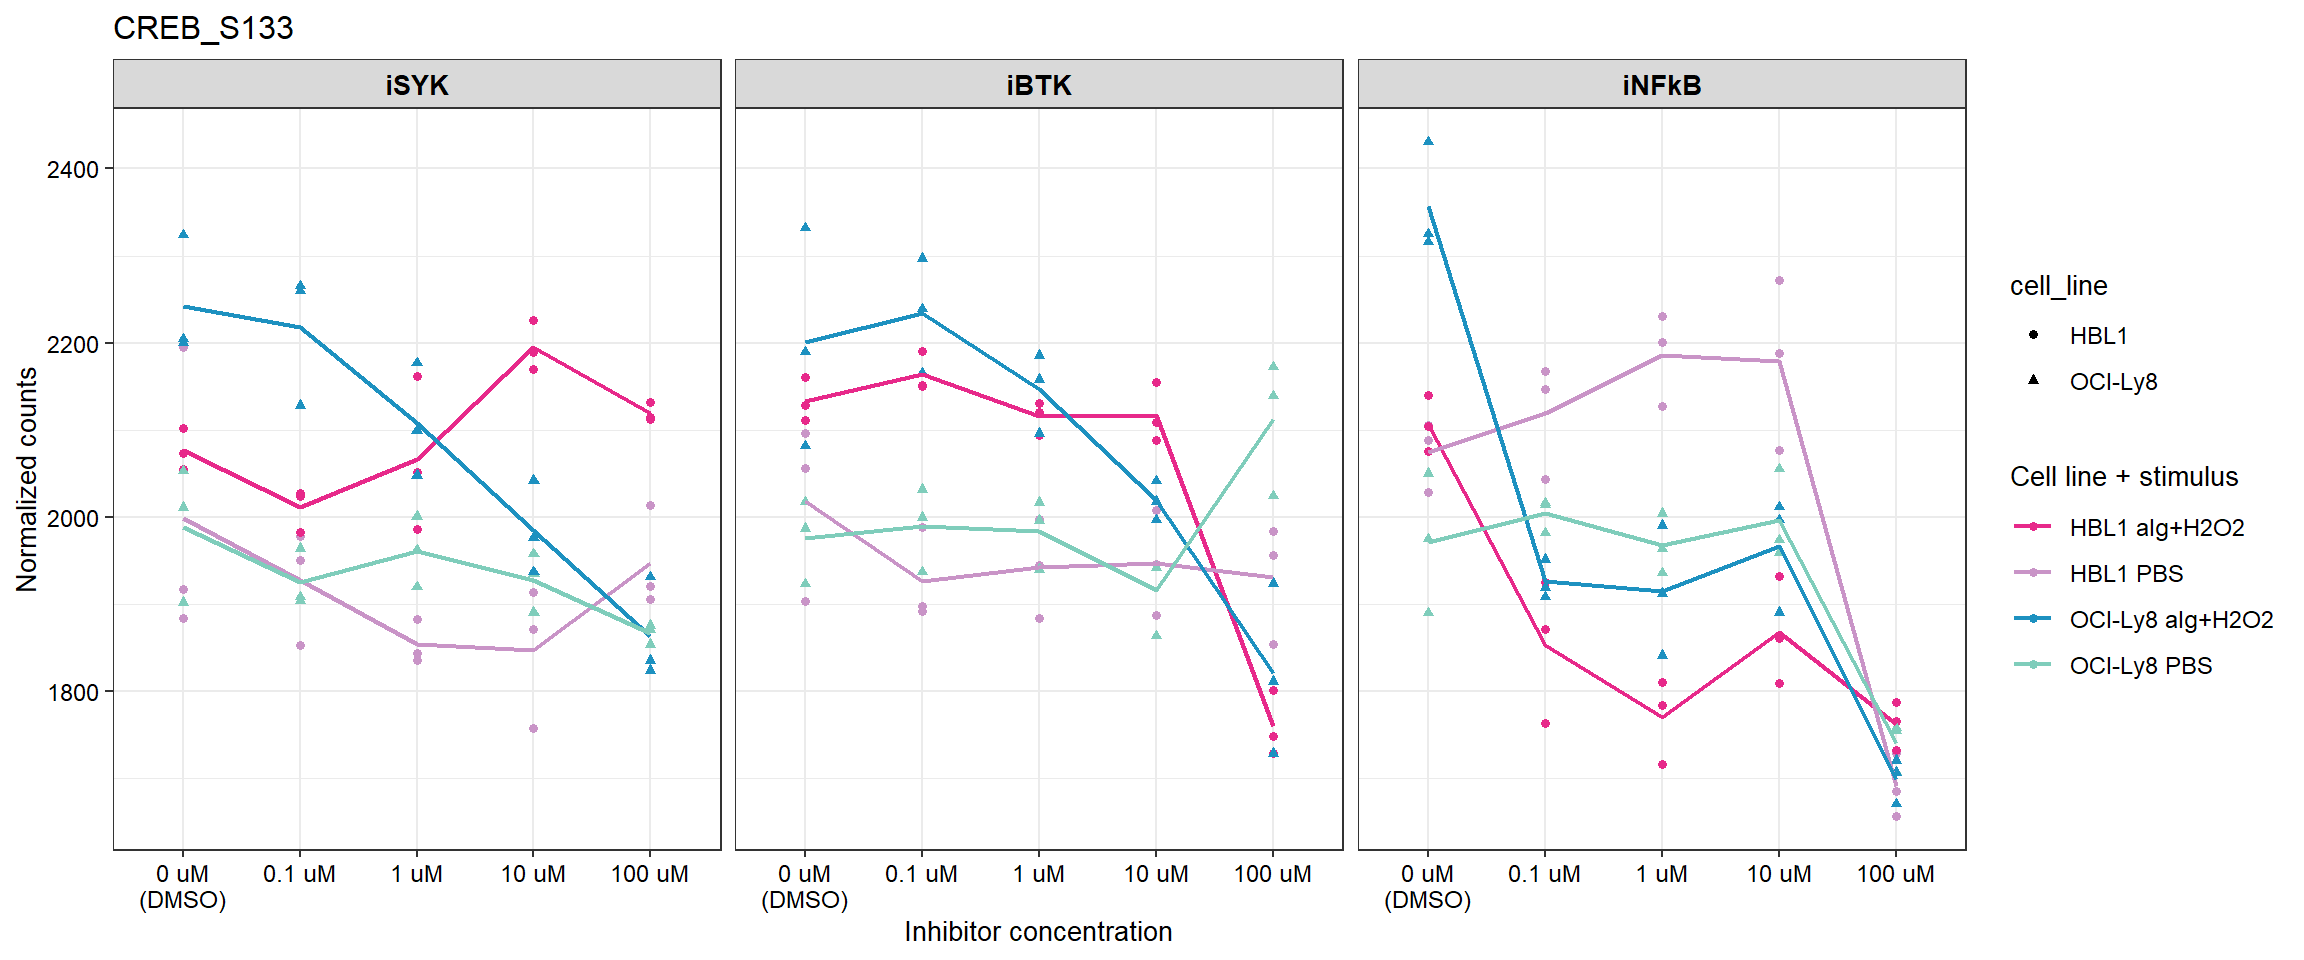 CREB_S133
iSYK
iBTK
iNFkB
2400
2200
2000
1800
Normalized counts
0 uM
(DMSO)
0.1 uM
1 uM
10 uM
100 uM
0 uM
(DMSO)
0.1 uM
1 uM
10 uM
100 uM
0 uM
(DMSO)
0.1 uM
1 uM
10 uM
100 uM
Inhibitor concentration
cell_line
HBL1
OCI-Ly8
Cell line + stimulus
HBL1 aIg+H2O2
HBL1 PBS
OCI-Ly8 aIg+H2O2
OCI-Ly8 PBS